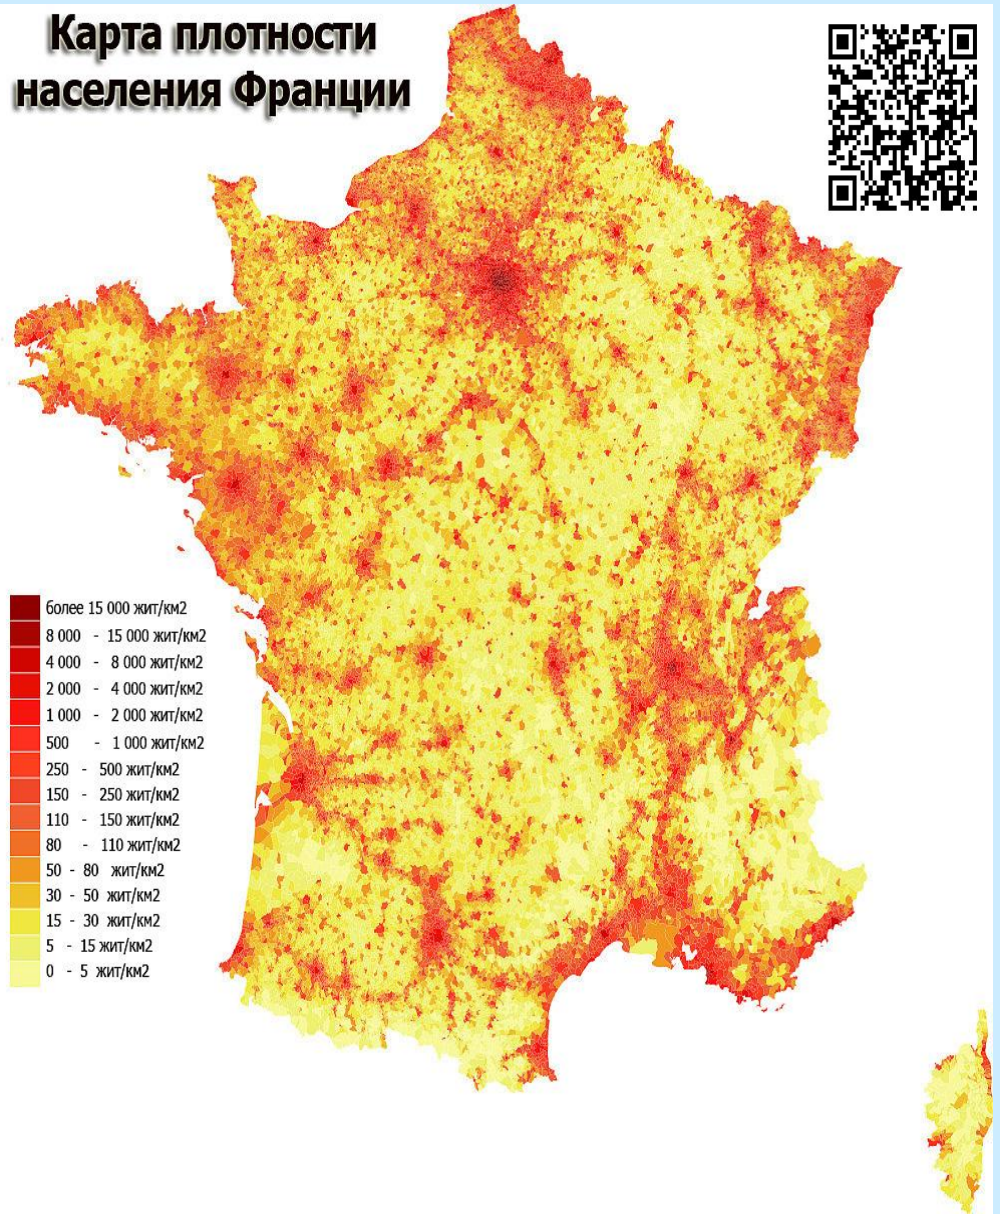 Карта плотности
населения Франции
более 15 000 жит/км2
8 000 - 15 000 жит/км2
4 000 - 8 000 жит/км2
2 000 - 4 000 жит/км2
1 000 - 2 000 жит/км2
500 - 1 000 жит/км2
250 - 500 жит/км2
150 - 250 жит/км2
110 - 150 жит/км2
80 - 110 жит/км2
50 - 80 жит/км2
30 - 50 жит/км2
15 - 30 жит/км2
5 - 15 жит/км2
0 - 5 жит/км2